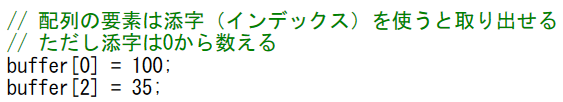 // 配列の要素は添字（インデックス）を使うと取り出せる
// ただし添字は0から数える
buffer[0] = 100;
buffer[2] = 35;